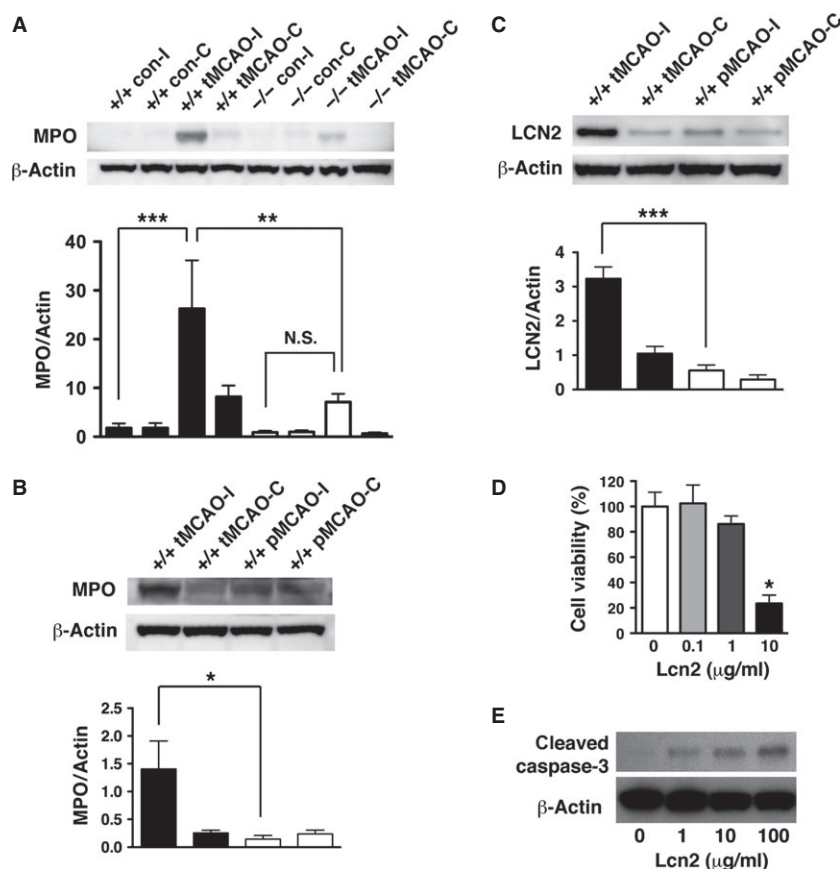 A
+/+ con-I
+/+ con-C
+/+ tMCAO-I
+/+ tMCAO-C
–/– con-I
–/– con-C
–/– tMCAO-I
–/– tMCAO-C
MPO
β-Actin
***
**
N.S.
MPO/Actin
40
30
20
10
0
B
+/+ tMCAO-I
+/+ tMCAO-C
+/+ pMCAO-I
+/+ pMCAO-C
MPO
β-Actin
*
MPO/Actin
2.5
2.0
1.5
1.0
0.5
0.0
C
+/+ tMCAO-I
+/+ tMCAO-C
+/+ pMCAO-I
+/+ pMCAO-C
LCN2
β-Actin
***
LCN2/Actin
4
3
2
1
0
D
Cell viability (%)
120
100
80
60
40
20
0
*
0 0.1 1 10
Lcn2 (μg/ml)
E
Cleaved
caspase-3
β-Actin
0 1 10 100
Lcn2 (μg/ml)